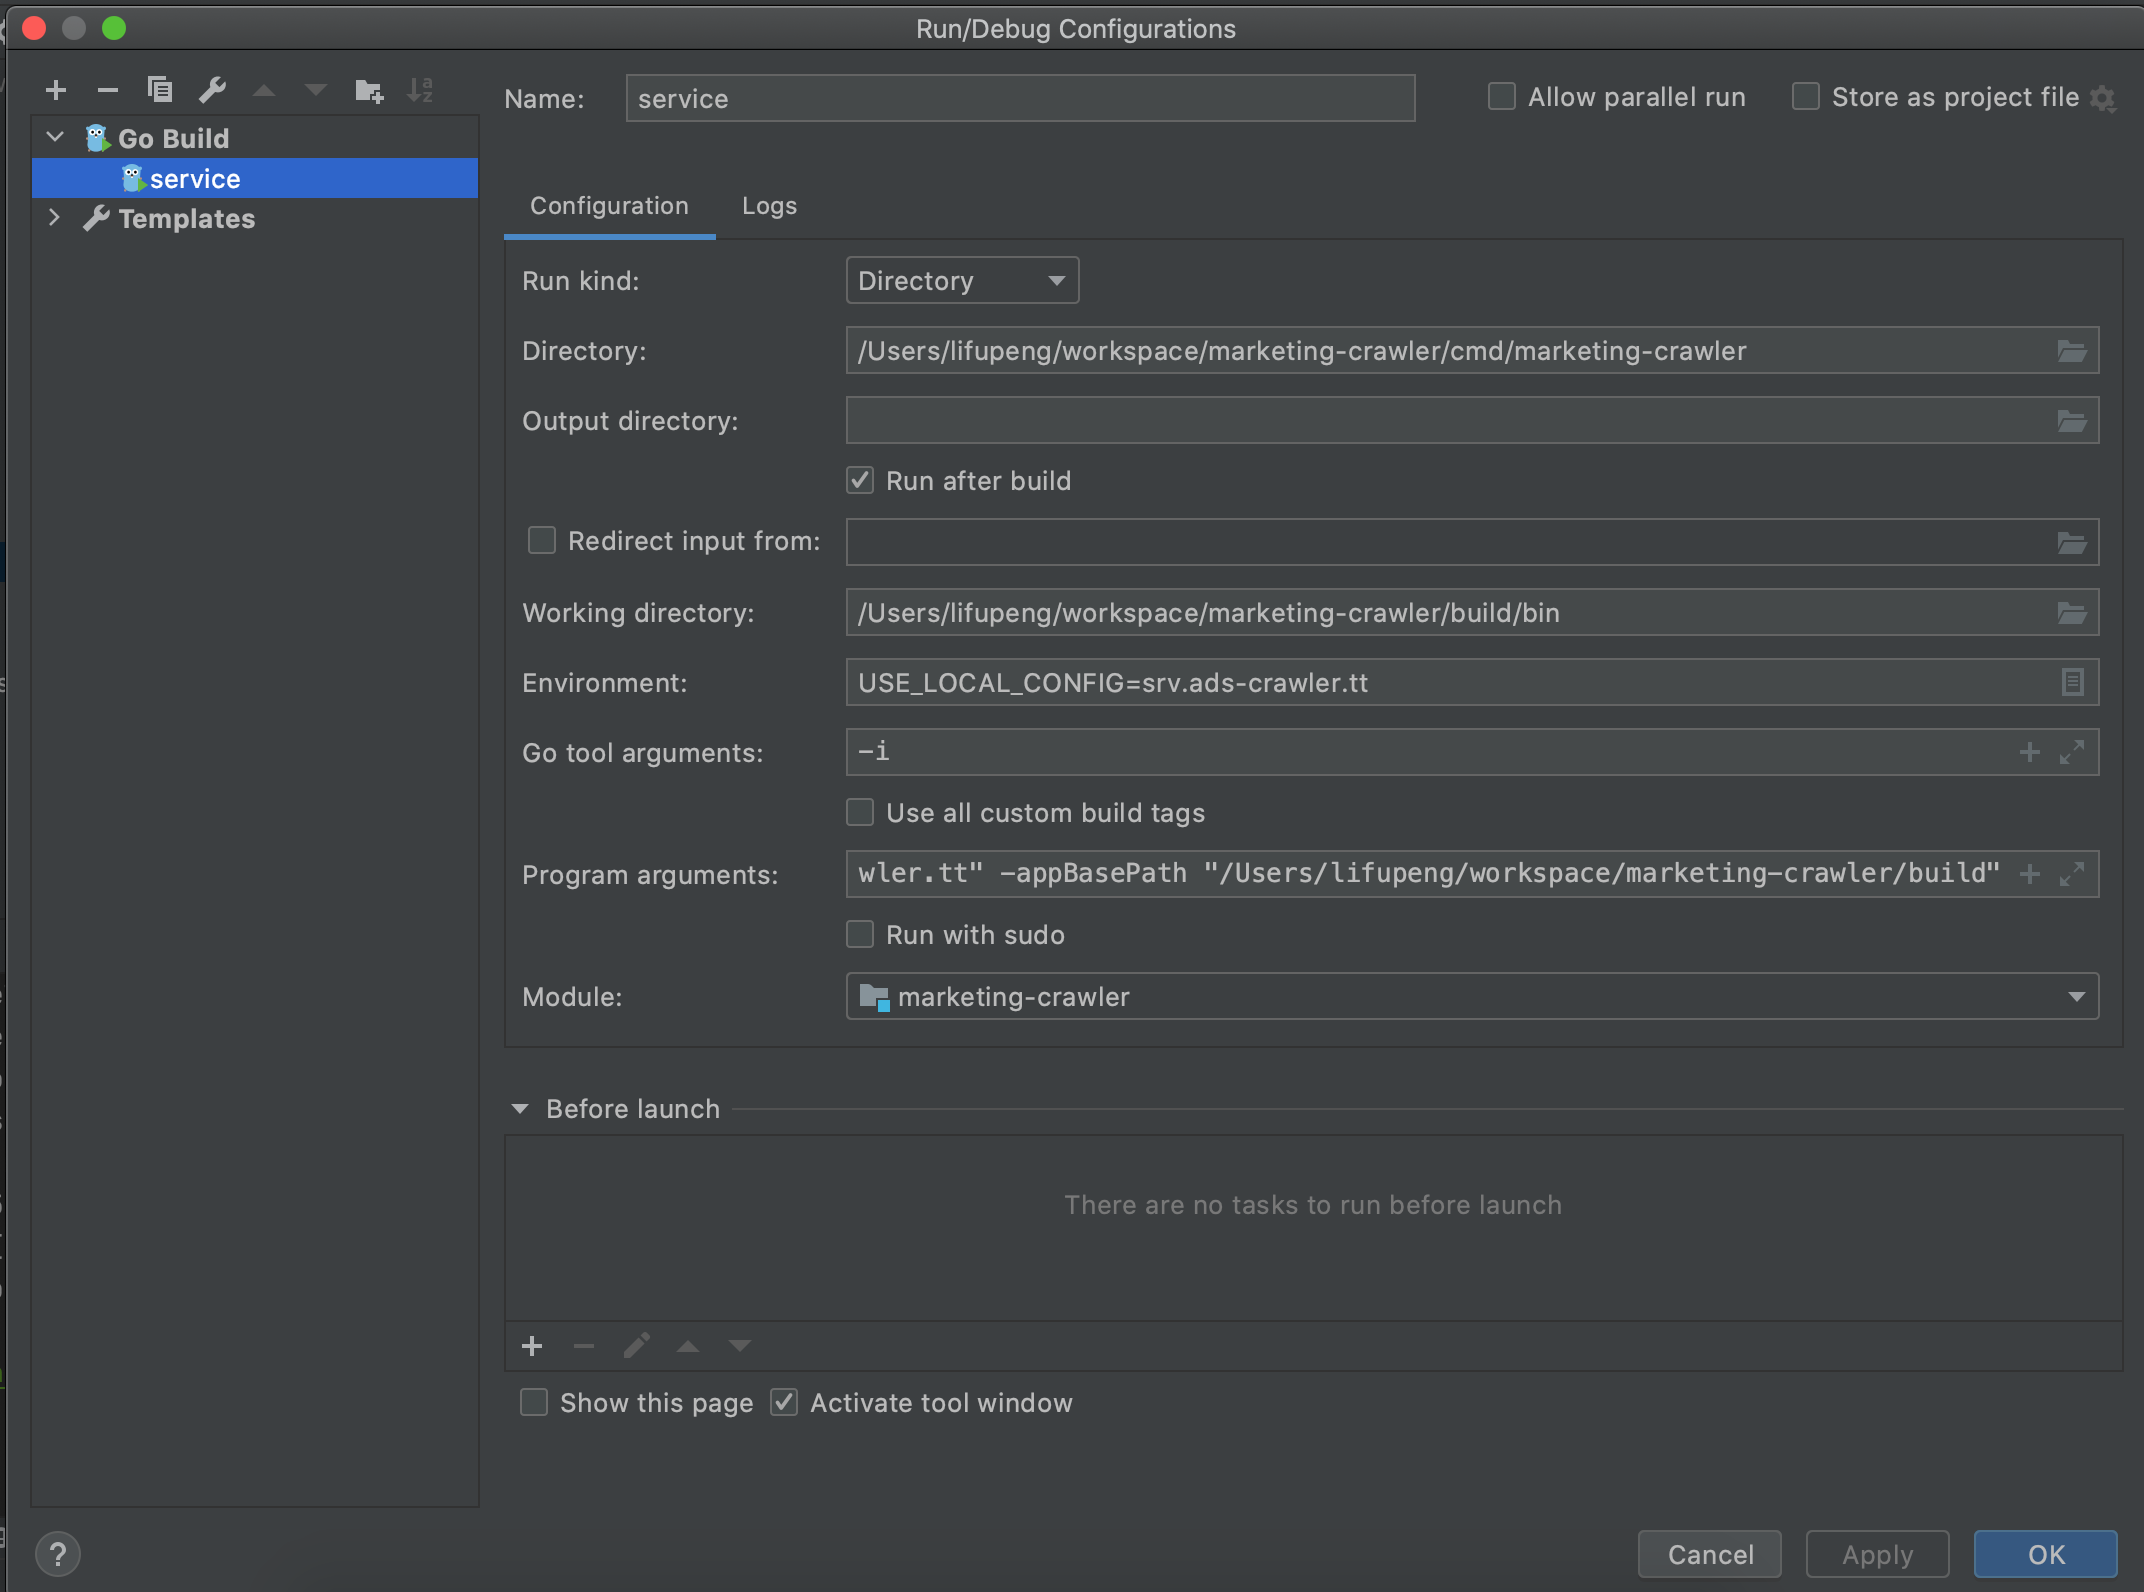 Run/Debug Configurations
Name: service
Allow parallel run
Store as project file
Go Build
service
Templates
Configuration Logs
Run kind: Directory
Directory: /Users/lifupeng/workspace/marketing-crawler/cmd/marketing-crawler
Output directory:
Run after build
Redirect input from:
Working directory: /Users/lifupeng/workspace/marketing-crawler/build/bin
Environment: USE_LOCAL_CONFIG=srv.ads-crawler.tt
Go tool arguments: -i
Use all custom build tags
Program arguments: wler.tt" -appBasePath "/Users/lifupeng/workspace/marketing-crawler/build"
Run with sudo
Module: marketing-crawler
Before launch
There are no tasks to run before launch
Show this page Activate tool window
?
Cancel Apply OK